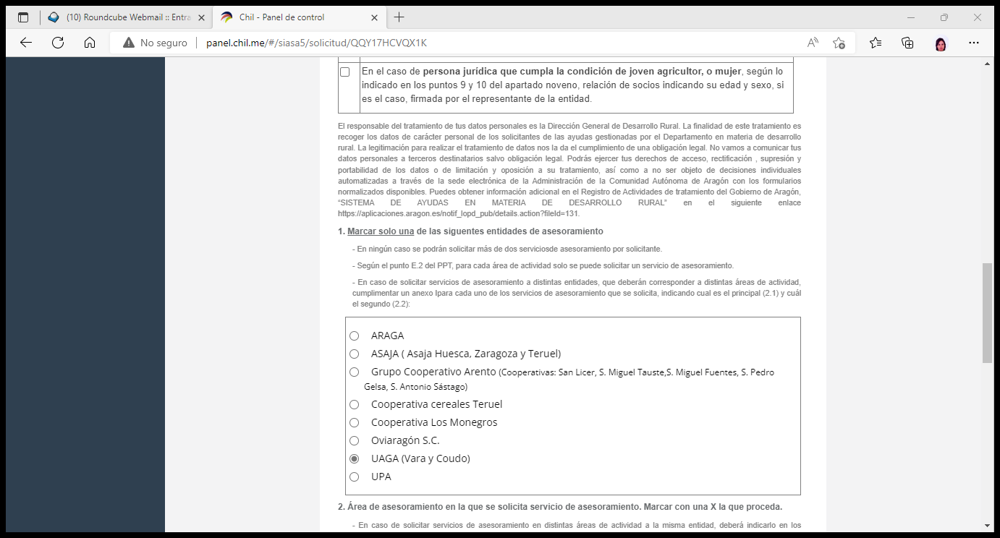 (10) Roundcube Webmail :: Entra
Chil - Panel de control
No seguro
panel.chil.me/#/siasa5/solicitud/QQY17HCVQX1K
En el caso de persona jurídica que cumpla la condición de joven agricultor, o mujer, según lo
indicado en los puntos 9 y 10 del apartado noveno, relación de socios indicando su edad y sexo, si
es el caso, firmada por el representante de la entidad.
El responsable del tratamiento de tus datos personales es la Dirección General de Desarrollo Rural. La finalidad de este tratamiento es
recoger los datos de carácter personal de los solicitantes de las ayudas gestionadas por el Departamento en materia de desarrollo
rural. La legitimación para realizar el tratamiento de datos nos la da el cumplimiento de una obligación legal. No vamos a comunicar tus
datos personales a terceros destinatarios salvo obligación legal. Podrás ejercer tus derechos de acceso, rectificación , supresión y
portabilidad de los datos o de limitación y oposición a su tratamiento, así como a no ser objeto de decisiones individuales
automatizadas a través de la sede electrónica de la Administración de la Comunidad Autónoma de Aragón con los formularios
normalizados disponibles. Puedes obtener información adicional en el Registro de Actividades de tratamiento del Gobierno de Aragón,
“SISTEMA DE AYUDAS EN MATERIA DE DESARROLLO RURAL” en el siguiente enlace
https://aplicaciones.aragon.es/notif_lopd_pub/details.action?fileId=131.
1. Marcar solo una de las siguentes entidades de asesoramiento
- En ningún caso se podrán solicitar más de dos serviciosde asesoramiento por solicitante.
- Según el punto E.2 del PPT, para cada área de actividad solo se puede solicitar un servicio de asesoramiento.
- En caso de solicitar servicios de asesoramiento a distintas entidades, que deberán corresponder a distintas áreas de actividad,
cumplimentar un anexo Ipara cada uno de los servicios de asesoramiento que se solicita, indicando cual es el principal (2.1) y cuál
el segundo (2.2):
ARAGA
ASAJA ( Asaja Huesca, Zaragoza y Teruel)
Grupo Cooperativo Arento (Cooperativas: San Licer, S. Miguel Tauste,S. Miguel Fuentes, S. Pedro
Gelsa, S. Antonio Sástago)
Cooperativa cereales Teruel
Cooperativa Los Monegros
Oviaragón S.C.
UAGA (Vara y Coudo)
UPA
2. Área de asesoramiento en la que se solicita servicio de asesoramiento. Marcar con una X la que proceda.
- En caso de solicitar servicios de asesoramiento en distintas áreas de actividad a la misma entidad, deberá indicarlo en los